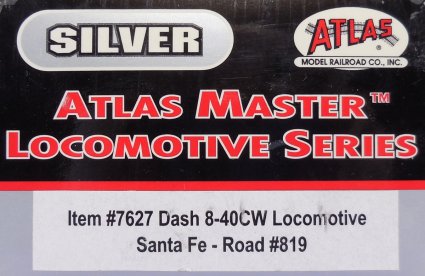 SILVER
ATLAS
®
MODEL RAILROAD CO., INC.
ATLAS MASTER™
LOCOMOTIVE SERIES
Item #7627 Dash 8-40CW Locomotive
Santa Fe - Road #819